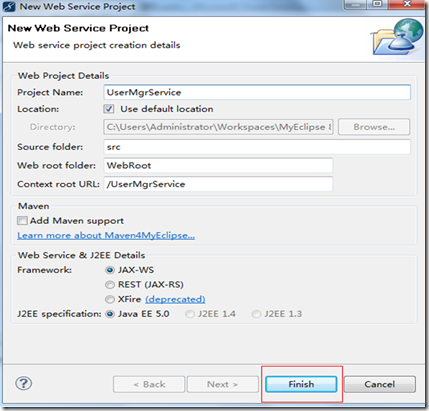 New Web Service Project
New Web Service Project
Web service project creation details
Web Project Details
Project Name: UserMgrService
Location: Use default location
Directory: C:\Users\Administrator\Workspaces\MyEclipse Browse...
Source folder: src
Web root folder: WebRoot
Context root URL: /UserMgrService
Maven
Add Maven support
Learn more about Maven4MyEclipse...
Web Service & J2EE Details
Framework: JAX-WS
REST (JAX-RS)
XFire (deprecated)
J2EE specification: Java EE 5.0 J2EE 1.4 J2EE 1.3
? < Back Next > Finish Cancel